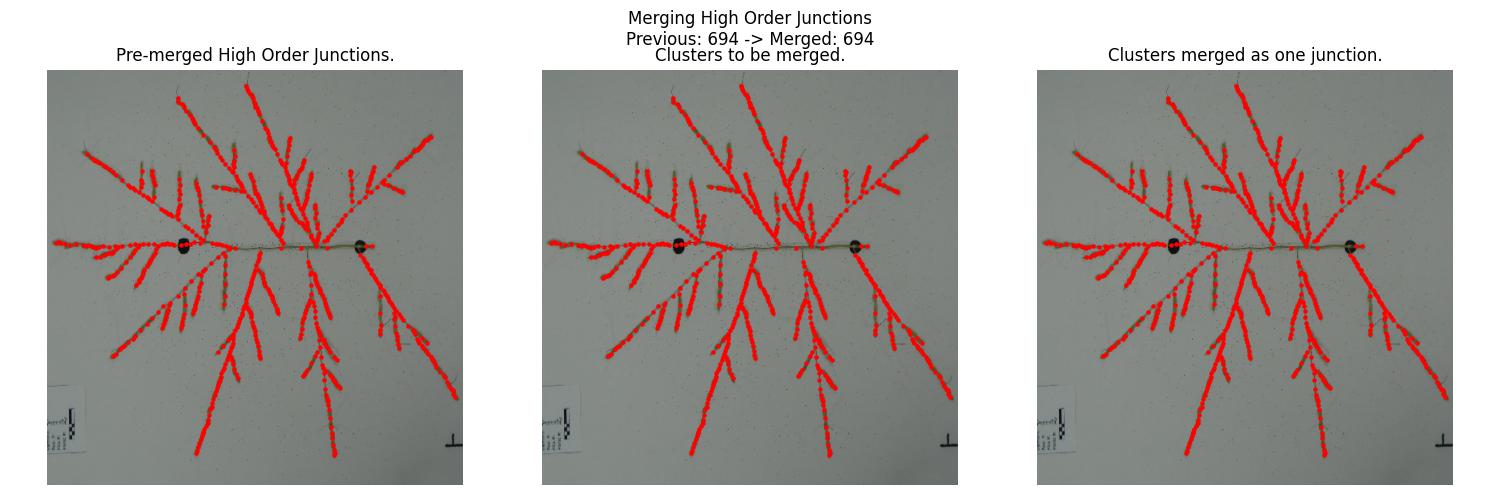 Merging High Order Junctions
Previous: 694 -> Merged: 694
Pre-merged High Order Junctions.
Clusters to be merged.
Clusters merged as one junction.